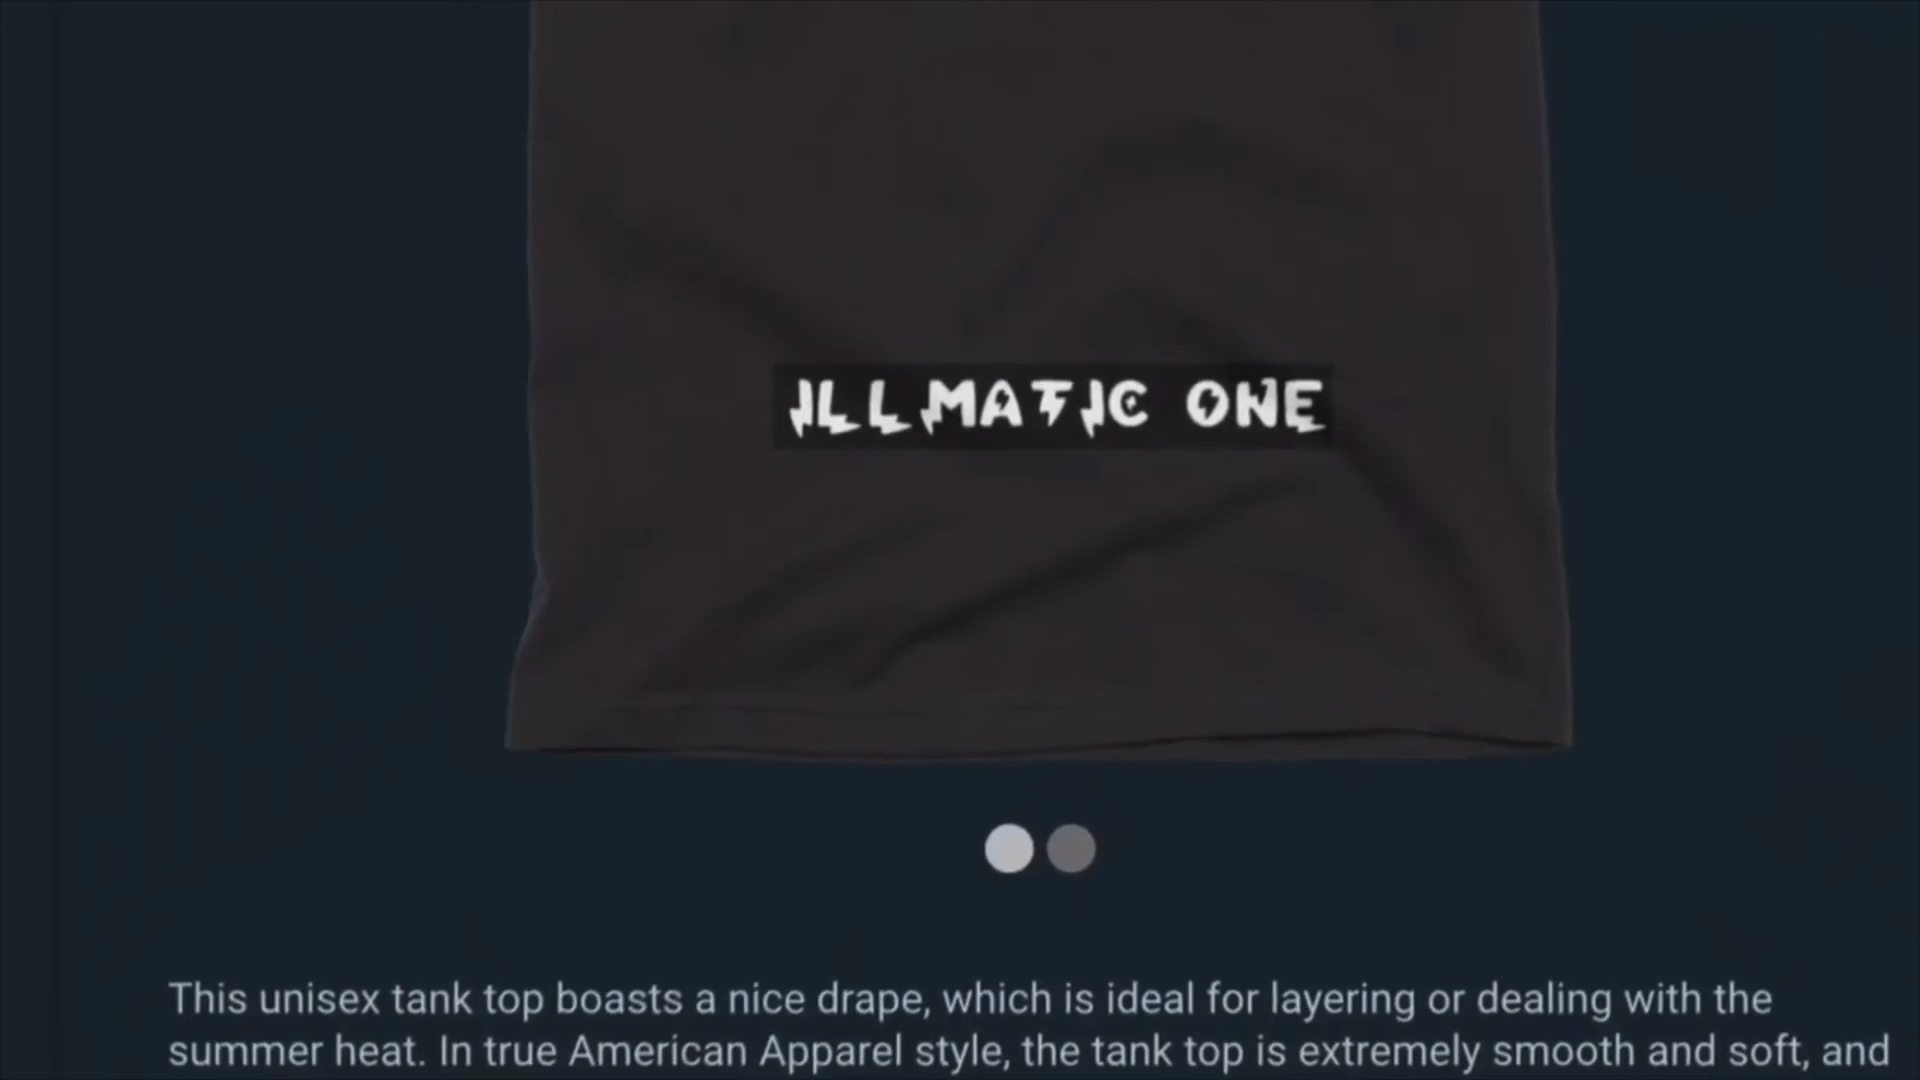 ILLMATIC ONE
This unisex tank top boasts a nice drape, which is ideal for layering or dealing with the
summer heat. In true American Apparel style, the tank top is extremely smooth and soft, and